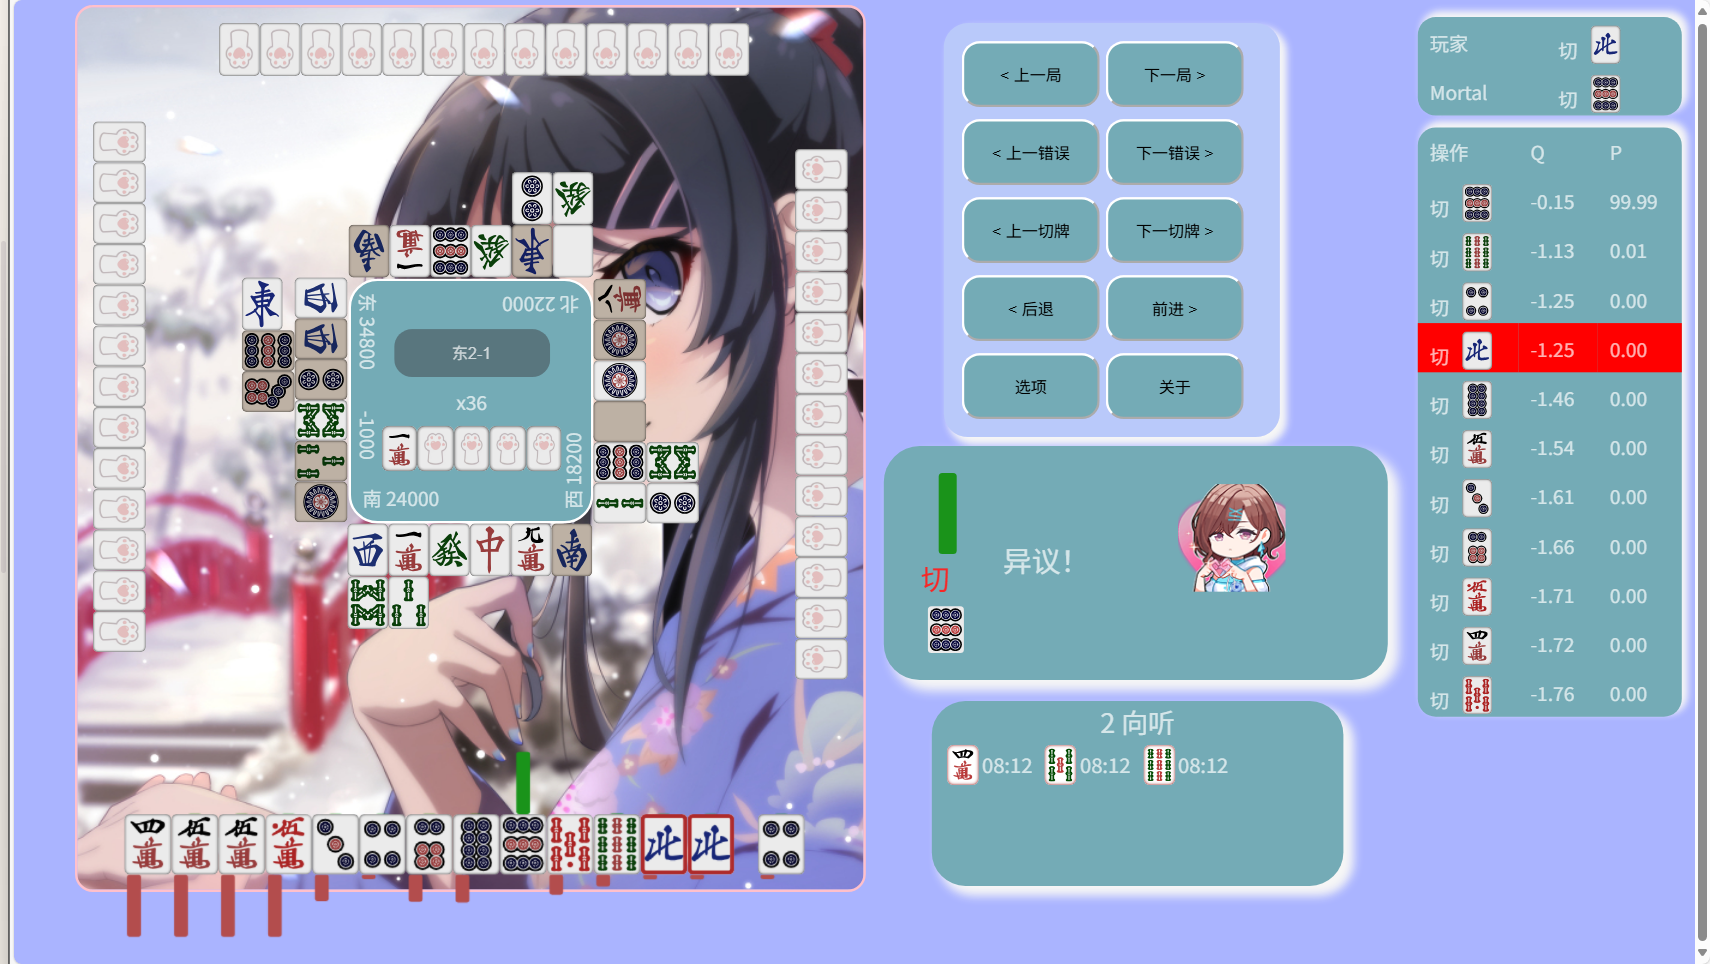 北 22000
东 34800
-1000
东2-1
x36
南 24000
西 18200
< 上一局
下一局 >
< 上一错误
下一错误 >
< 上一切牌
下一切牌 >
< 后退
前进 >
选项
关于
异议！
切
2 向听
08:12
08:12
08:12
玩家 切
Mortal 切
操作 Q P
切 -0.15 99.99
切 -1.13 0.01
切 -1.25 0.00
切 -1.25 0.00
切 -1.46 0.00
切 -1.54 0.00
切 -1.61 0.00
切 -1.66 0.00
切 -1.71 0.00
切 -1.72 0.00
切 -1.76 0.00